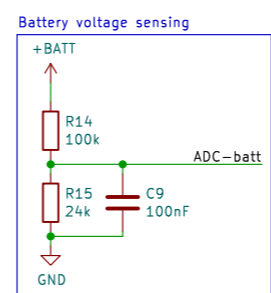 Battery voltage sensing
+BATT
R14
100k
ADC-batt
R15
24k
C9
100nF
GND